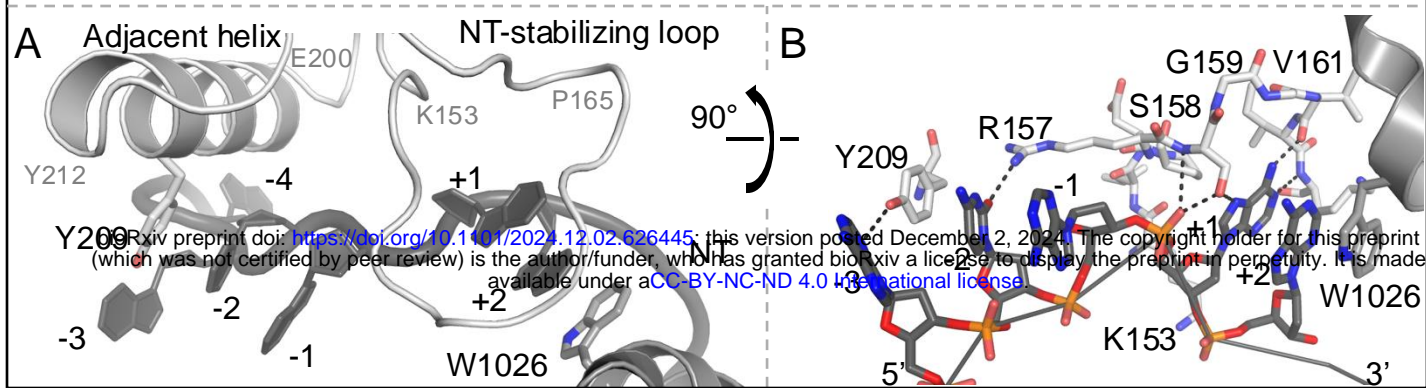 A
Adjacent helix
NT-stabilizing loop
E200
K153
P165
Y212
-4
+1
Y209
NT
-2
+2
-3
-1
W1026
90°
B
G159
V161
S158
R157
Y209
-1
+1
-2
+2
-3
W1026
K153
5’
3’
bioRxiv preprint doi: https://doi.org/10.1101/2024.12.02.626445; this version posted December 2, 2024. The copyright holder for this preprint
(which was not certified by peer review) is the author/funder, who has granted bioRxiv a license to display the preprint in perpetuity. It is made
available under aCC-BY-NC-ND 4.0 International license.